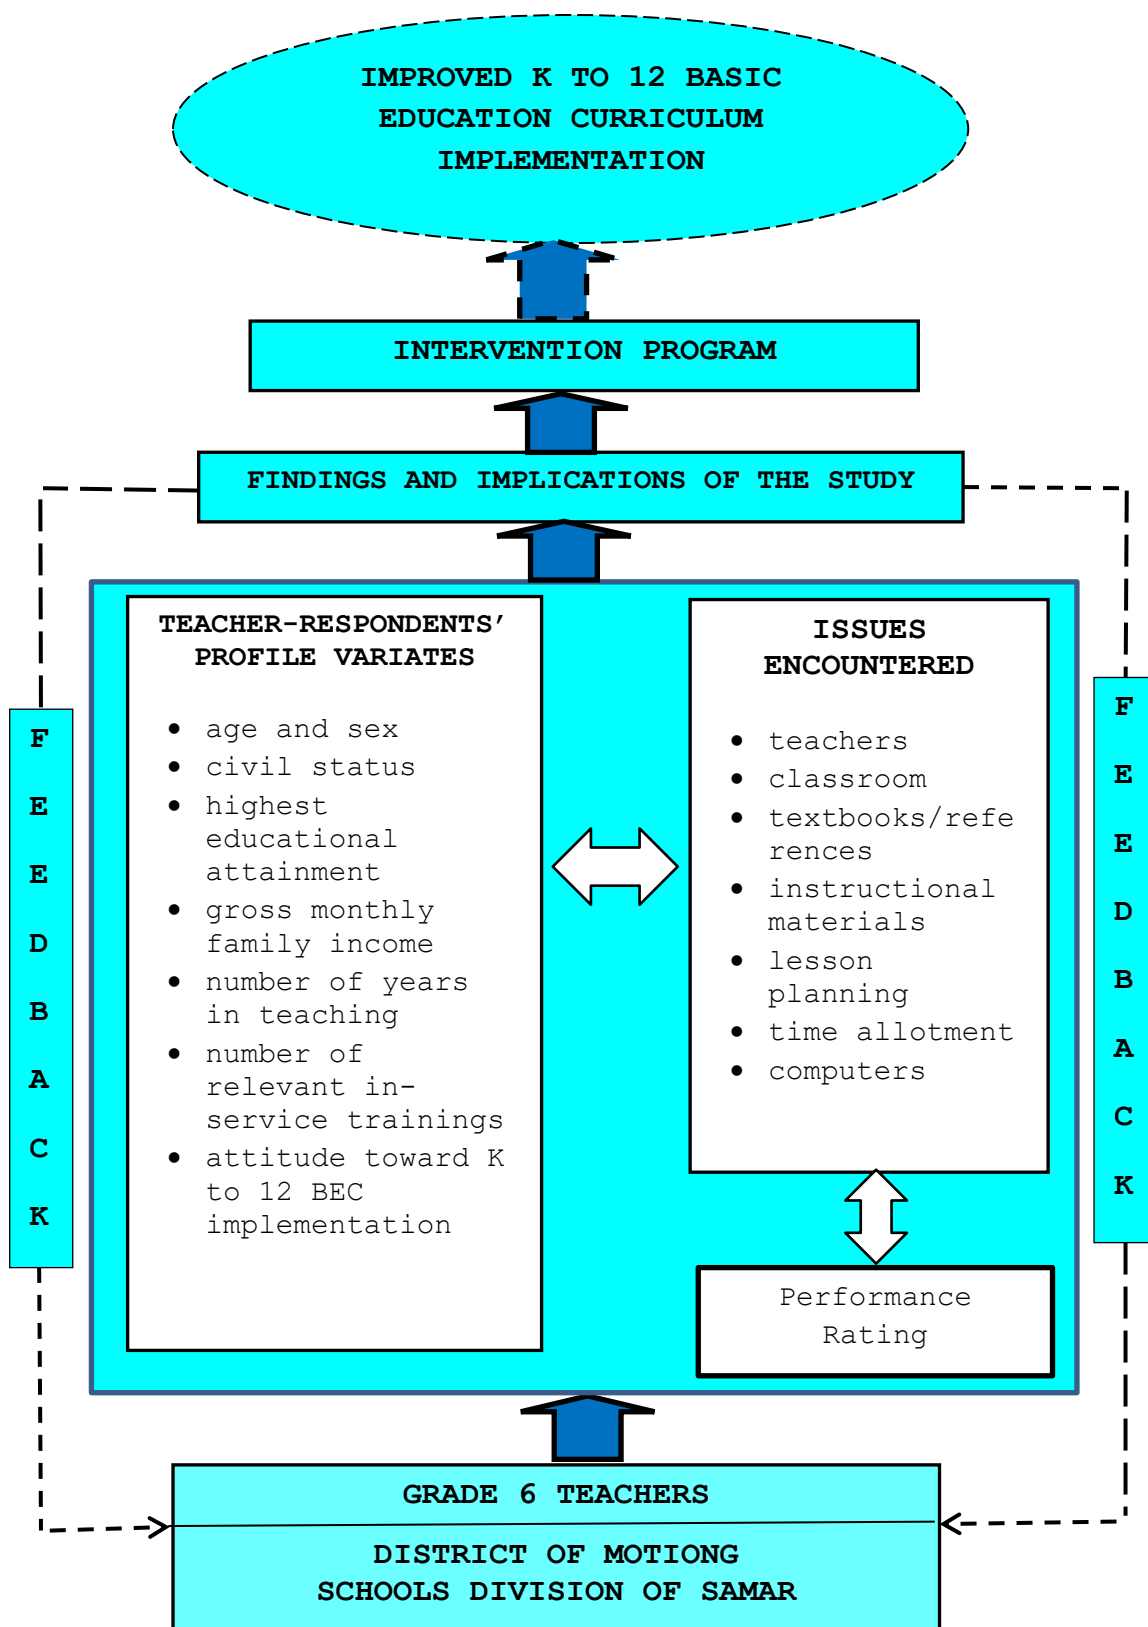 IMPROVED K TO 12 BASIC
EDUCATION CURRICULUM
IMPLEMENTATION
INTERVENTION PROGRAM
FINDINGS AND IMPLICATIONS OF THE STUDY
TEACHER-RESPONDENTS’
PROFILE VARIATES
• age and sex
• civil status
• highest
educational
attainment
• gross monthly
family income
• number of years
in teaching
• number of
relevant in-
service trainings
• attitude toward K
to 12 BEC
implementation
ISSUES
ENCOUNTERED
• teachers
• classroom
• textbooks/refe
rences
• instructional
materials
• lesson
planning
• time allotment
• computers
Performance
Rating
F
E
E
D
B
A
C
K
F
E
E
D
B
A
C
K
GRADE 6 TEACHERS
DISTRICT OF MOTIONG
SCHOOLS DIVISION OF SAMAR